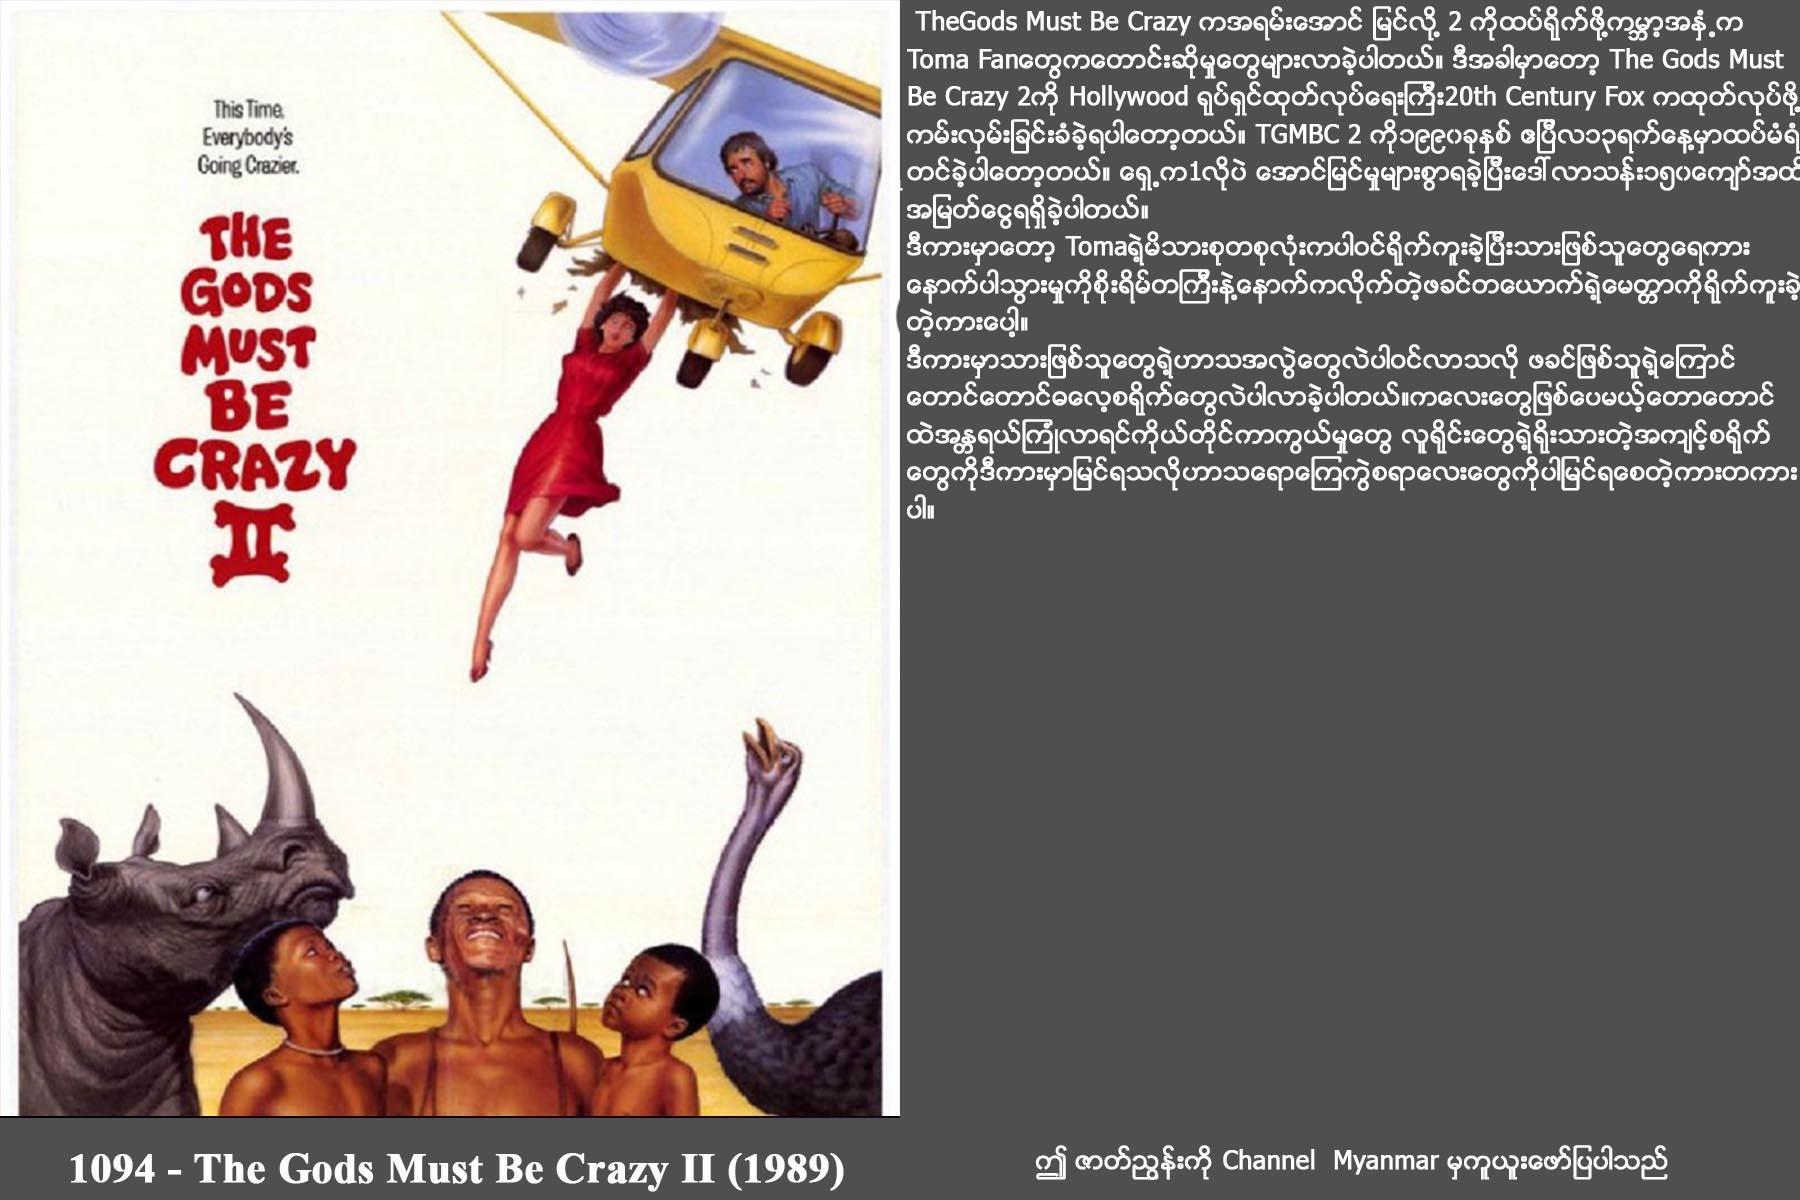 This Time,
Everybody's
Going Crazier.
THE
GODS
MUST
BE
CRAZY
II
TheGods Must Be Crazy ကအရမ်းအောင် မြင်လို့ 2 ကိုထပ်ရိုက်ဖို့ကမ္ဘာ့အနှံ့က
Toma Fanတွေကတောင်းဆိုမှုတွေများလာခဲ့ပါတယ်။ ဒီအခါမှာတော့ The Gods Must
Be Crazy 2ကို Hollywood ရုပ်ရှင်ထုတ်လုပ်ရေးကြီး20th Century Fox ကထုတ်လုပ်ဖို့
ကမ်းလှမ်းခြင်းခံခဲ့ရပါတော့တယ်။ TGMBC 2 ကို၁၉၉၀ခုနှစ် ဧပြီလ၁၃ရက်နေ့မှာထပ်မံရုံ
တင်ခဲ့ပါတော့တယ်။ ရှေ့က1လိုပဲ အောင်မြင်မှုများစွာရခဲ့ပြီးဒေါ်လာသန်း၁၅၀ကျော်အထိ
အမြတ်ငွေရရှိခဲ့ပါတယ်။
ဒီကားမှာတော့ Tomaရဲ့မိသားစုတစုလုံးကပါဝင်ရိုက်ကူးခဲ့ပြီးသားဖြစ်သူတွေရေကား
နောက်ပါသွားမှုကိုစိုးရိမ်တကြီးနဲ့နောက်ကလိုက်တဲ့ဖခင်တယောက်ရဲ့မေတ္တာကိုရိုက်ကူးခဲ့
တဲ့ကားပေါ့။
ဒီကားမှာသားဖြစ်သူတွေရဲ့ဟာသအလွဲတွေလဲပါဝင်လာသလို ဖခင်ဖြစ်သူရဲ့ကြောင်
တောင်တောင်ဓလေ့စရိုက်တွေလဲပါလာခဲ့ပါတယ်။ကလေးတွေဖြစ်ပေမယ့်တောတောင်
ထဲအန္တရယ်ကြုံလာရင်ကိုယ်တိုင်ကာကွယ်မှုတွေ လူရိုင်းတွေရဲ့ရိုးသားတဲ့အကျင့်စရိုက်
တွေကိုဒီကားမှာမြင်ရသလိုဟာသရောကြေကွဲစရာလေးတွေကိုပါမြင်ရစေတဲ့ကားတကား
ပါ။
1094 - The Gods Must Be Crazy II (1989)
ဤ ဇာတ်ညွှန်းကို Channel Myanmar မှကူယူးဖော်ပြပါသည်